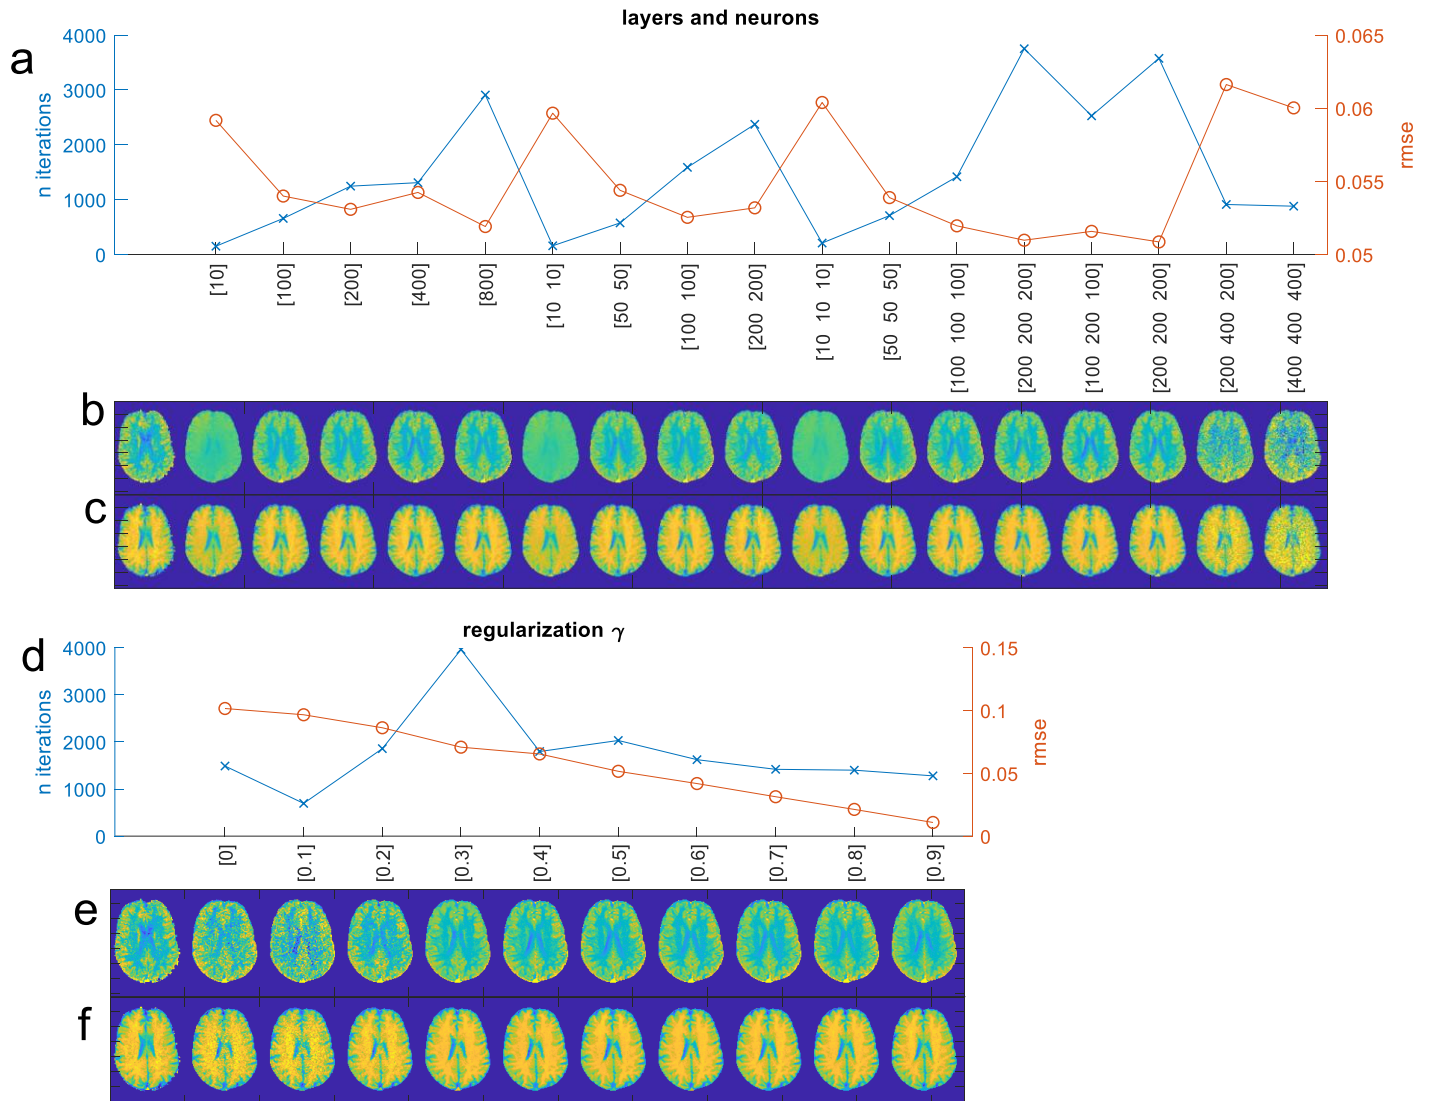 layers and neurons
a
4000
3000
2000
1000
0
n iterations
0.065
0.06
0.055
0.05
rmse
[10]
[100]
[200]
[400]
[800]
[10 10]
[50 50]
[100 100]
[200 200]
[10 10 10]
[50 50 50]
[100 100 100]
[200 200 200]
[100 200 100]
[200 200 200]
[200 400 200]
[400 400 400]
b
c
regularization γ
d
4000
3000
2000
1000
0
n iterations
0.15
0.1
0.05
0
rmse
[0]
[0.1]
[0.2]
[0.3]
[0.4]
[0.5]
[0.6]
[0.7]
[0.8]
[0.9]
e
f